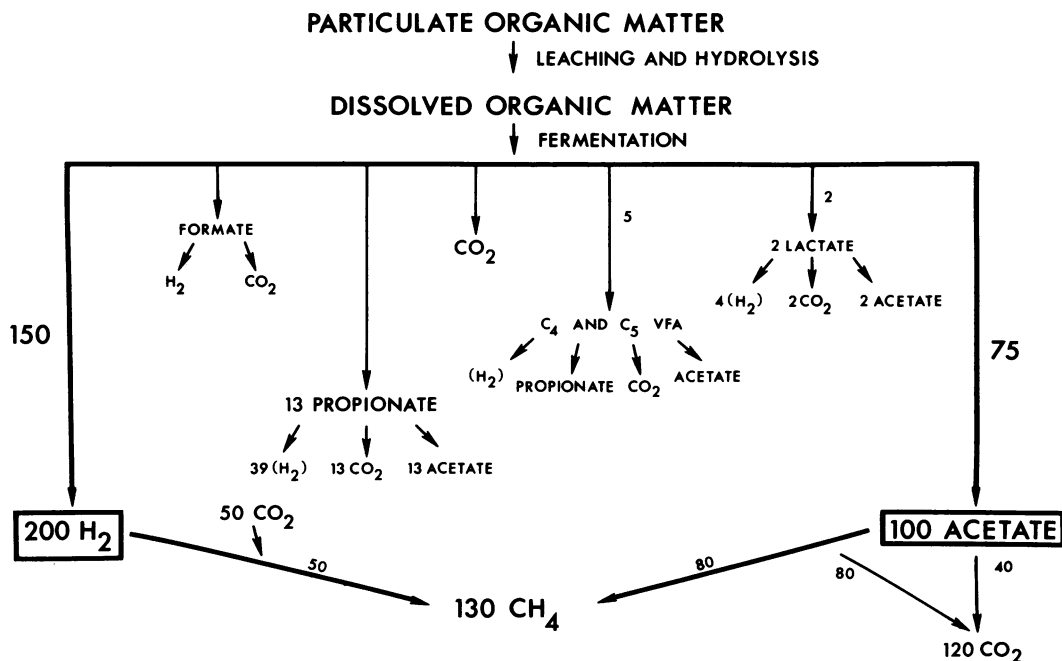 PARTICULATE ORGANIC MATTER
LEACHING AND HYDROLYSIS
DISSOLVED ORGANIC MATTER
FERMENTATION
5
2
FORMATE
CO2
2 LACTATE
H2 CO2
4(H2) 2CO2 2 ACETATE
150
C4 AND C5 VFA
75
(H2) PROPIONATE CO2 ACETATE
13 PROPIONATE
39(H2) 13CO2 13 ACETATE
50 CO2
200 H2
100 ACETATE
50
80
80
40
130 CH4
120 CO2